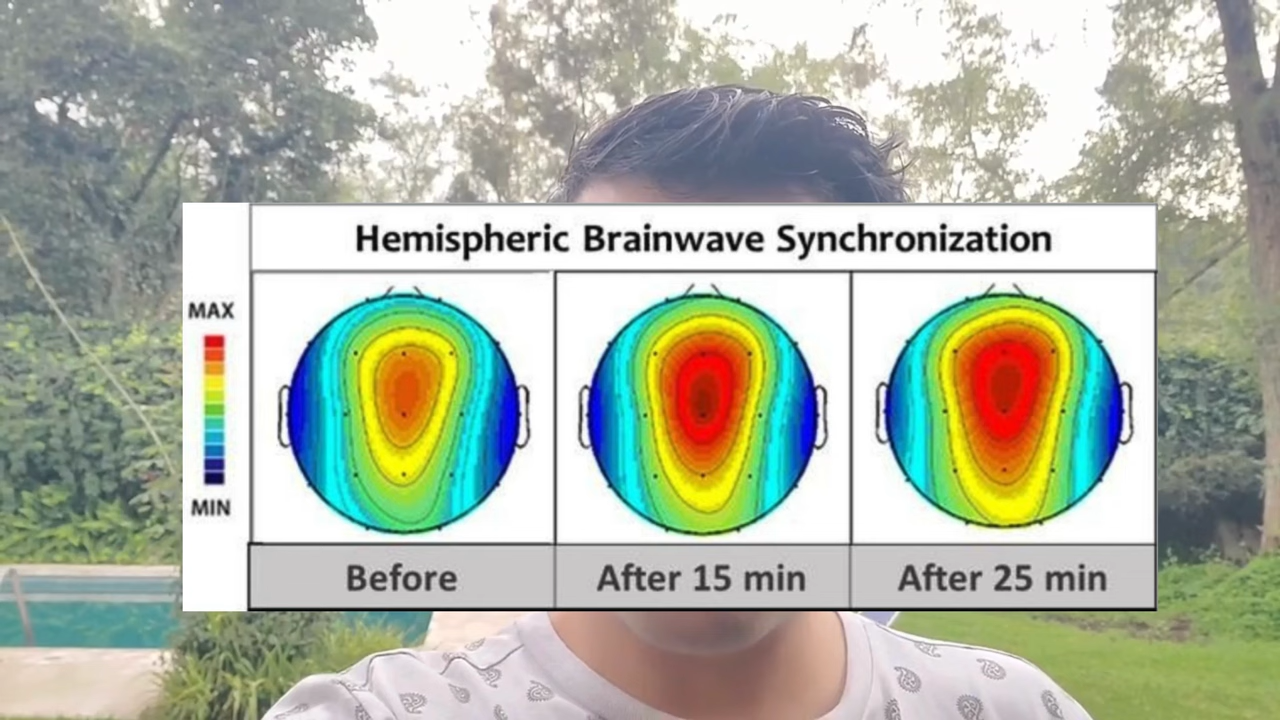 Hemispheric Brainwave Synchronization
MAX
MIN
Before
After 15 min
After 25 min